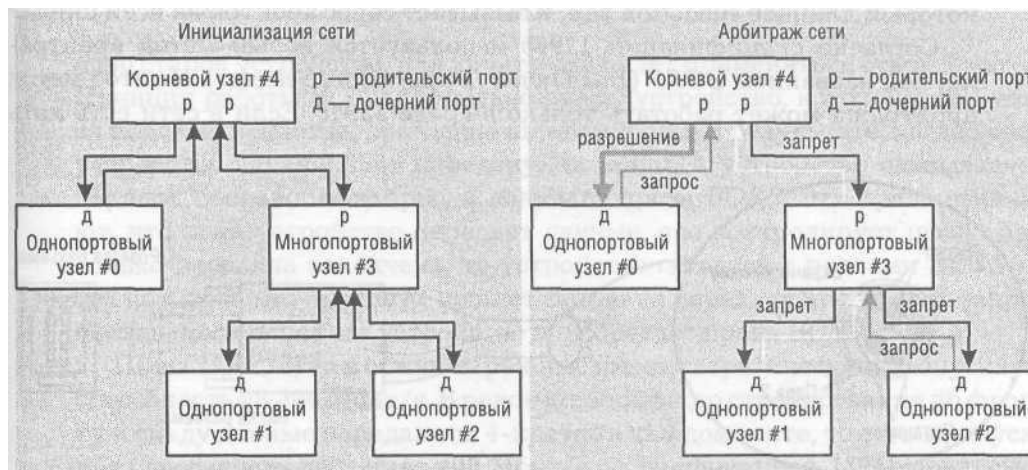 Инициализация сети
Корневой узел #4
р р
р — родительский порт
д — дочерний порт
д
Однопортовый
узел #0
р
Многопортовый
узел #3
д
Однопортовый
узел #1
д
Однопортовый
узел #2
Арбитраж сети
Корневой узел #4
р р
р — родительский порт
д — дочерний порт
разрешение
запрос
запрет
д
Однопортовый
узел #0
р
Многопортовый
узел #3
запрет
запрет
запрос
д
Однопортовый
узел #1
д
Однопортовый
узел #2